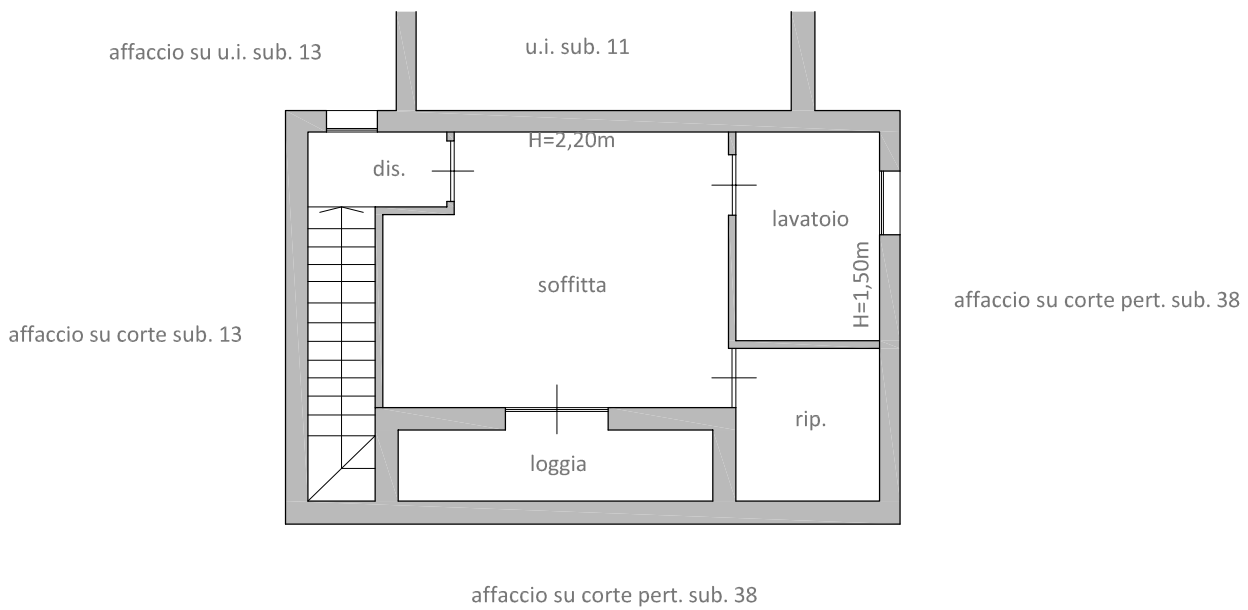 affaccio su u.i. sub. 13
u.i. sub. 11
H=2,20m
dis.
lavatoio
soffitta
H=1,50m
affaccio su corte pert. sub. 38
affaccio su corte sub. 13
rip.
loggia
affaccio su corte pert. sub. 38